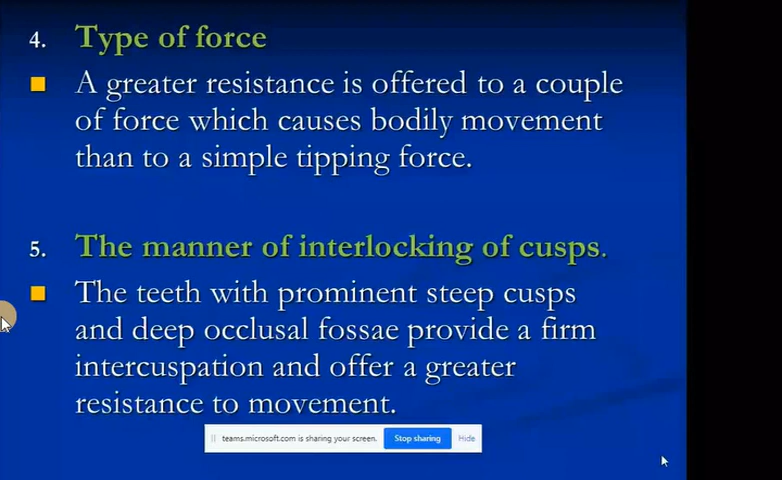 4. Type of force
A greater resistance is offered to a couple
of force which causes bodily movement
than to a simple tipping force.
5. The manner of interlocking of cusps.
The teeth with prominent steep cusps
and deep occlusal fossae provide a firm
intercuspation and offer a greater
resistance to movement.
teams.microsoft.com is sharing your screen. Stop sharing Hide